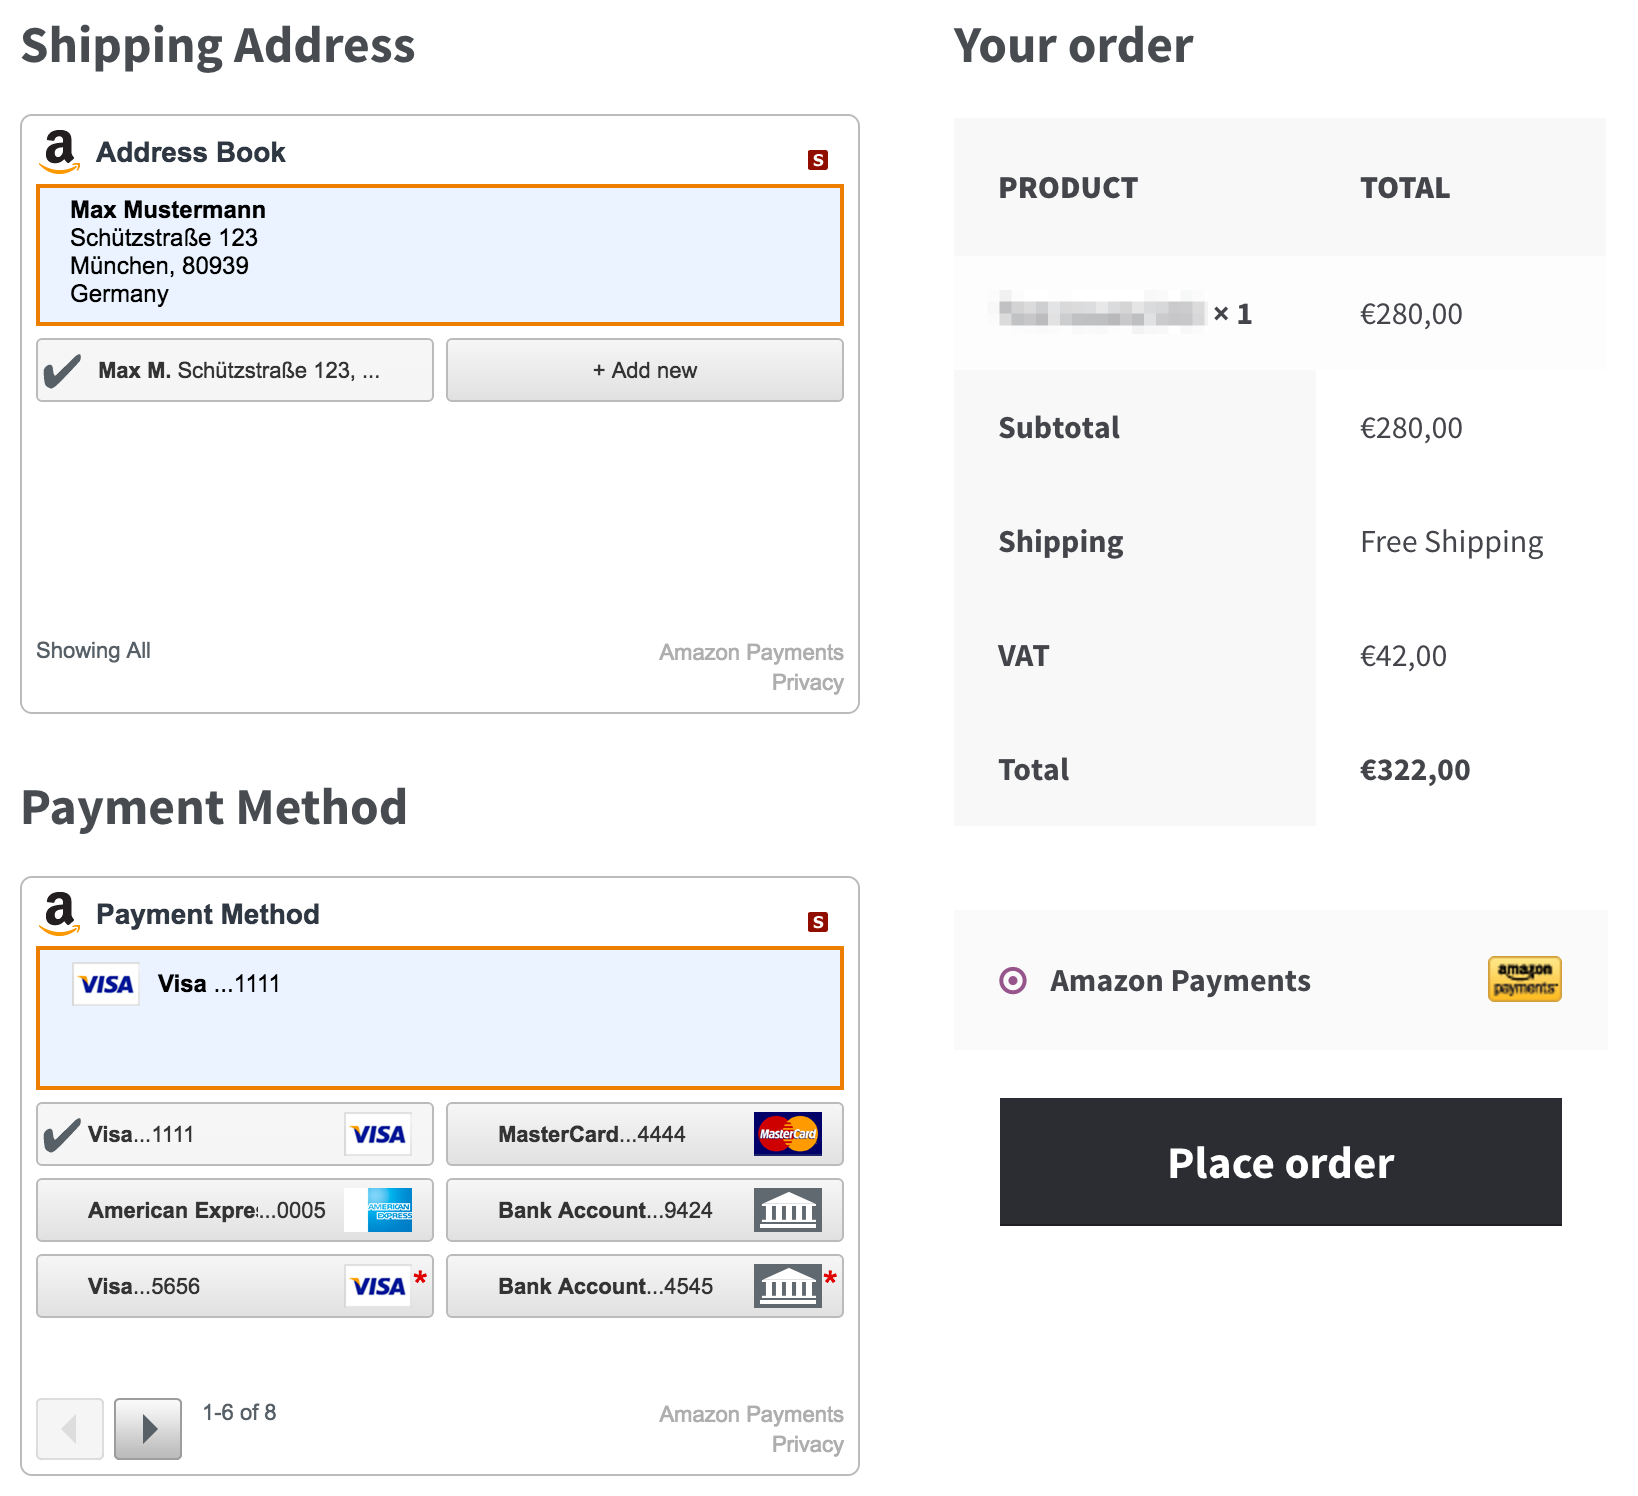 Shipping Address
a Address Book
S
Max Mustermann
Schützstraße 123
München, 80939
Germany
Max M. Schützstraße 123, ...
+ Add new
Showing All
Amazon Payments
Privacy
Payment Method
a Payment Method
S
VISA Visa ...1111
Visa...1111 VISA
MasterCard...4444 MasterCard
American Expre...0005 AMERICAN EXPRESS
Bank Account...9424
Visa...5656 VISA *
Bank Account...4545 *
1-6 of 8
Amazon Payments
Privacy
Your order
PRODUCT TOTAL
× 1 €280,00
Subtotal €280,00
Shipping Free Shipping
VAT €42,00
Total €322,00
Amazon Payments
amazon
payments
Place order